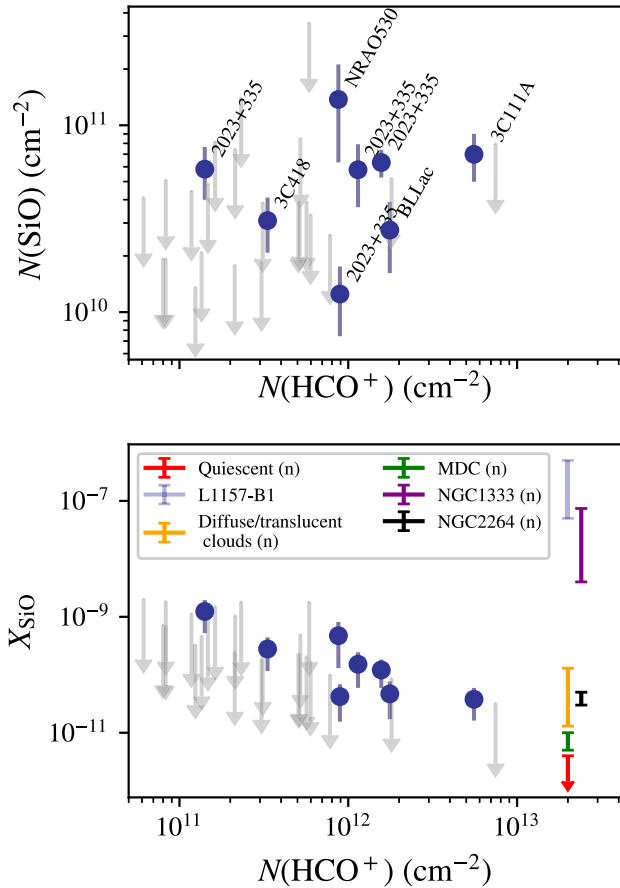 NRAO530
2023+335
2023+335
2023+335
3C111A
3C418
BLLac
2023+335
10¹¹
10¹⁰
N(SiO) (cm⁻²)
N(HCO⁺) (cm⁻²)
Quiescent (n)
L1157-B1
Diffuse/translucent
clouds (n)
MDC (n)
NGC1333 (n)
NGC2264 (n)
10⁻⁷
10⁻⁹
10⁻¹¹
X_SiO
10¹¹
10¹²
10¹³
N(HCO⁺) (cm⁻²)